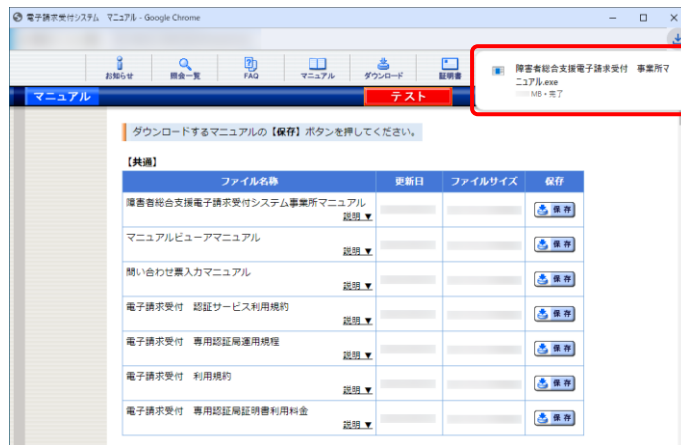 電子請求受付システム マニュアル - Google Chrome
お知らせ 照会一覧 FAQ マニュアル ダウンロード 証明書
障害者総合支援電子請求受付 事業所マ
ニュアル.exe
MB・完了
マニュアル テスト
ダウンロードするマニュアルの【保存】ボタンを押してください。
【共通】
ファイル名称 更新日 ファイルサイズ 保存
障害者総合支援電子請求受付システム事業所マニュアル
説明 ▼ 保存
マニュアルビューアマニュアル
説明 ▼ 保存
問い合わせ票入力マニュアル
説明 ▼ 保存
電子請求受付 認証サービス利用規約
説明 ▼ 保存
電子請求受付 専用認証局運用規程
説明 ▼ 保存
電子請求受付 利用規約
説明 ▼ 保存
電子請求受付 専用認証局証明書利用料金
説明 ▼ 保存